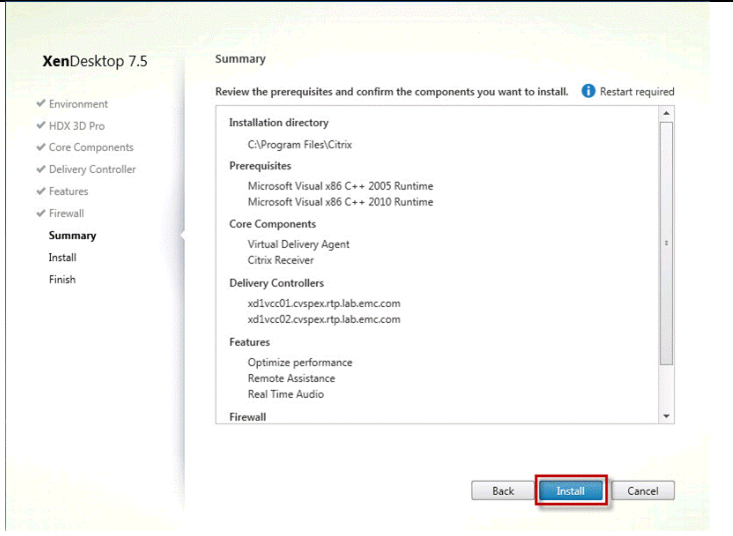 XenDesktop 7.5
Environment
HDX 3D Pro
Core Components
Delivery Controller
Features
Firewall
Summary
Install
Finish
Summary
Review the prerequisites and confirm the components you want to install.
Restart required
Installation directory
C:\Program Files\Citrix
Prerequisites
Microsoft Visual x86 C++ 2005 Runtime
Microsoft Visual x86 C++ 2010 Runtime
Core Components
Virtual Delivery Agent
Citrix Receiver
Delivery Controllers
xd1vcc01.cvspex.rtp.lab.emc.com
xd1vcc02.cvspex.rtp.lab.emc.com
Features
Optimize performance
Remote Assistance
Real Time Audio
Firewall
Back
Install
Cancel